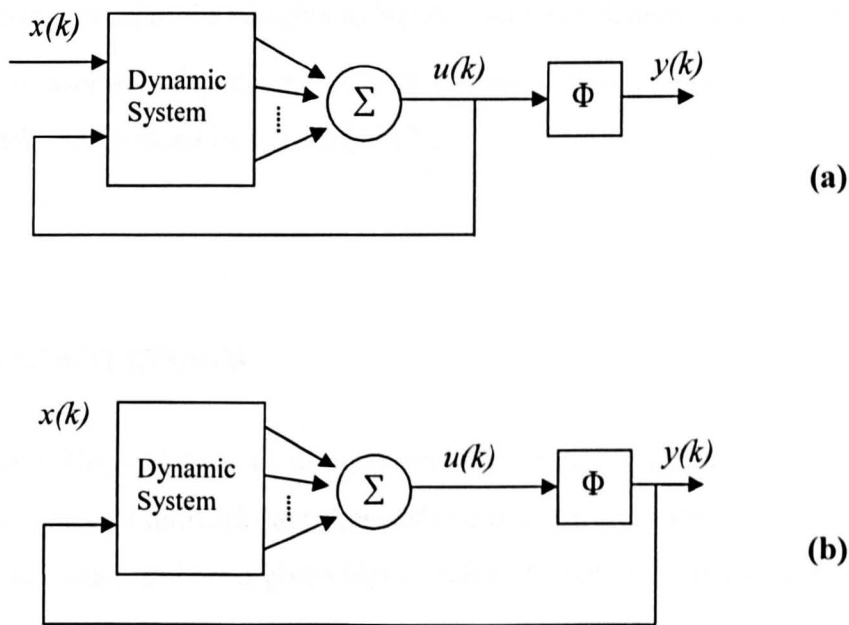 x(k)
Dynamic
System
Σ
u(k)
Φ
y(k)
(a)
x(k)
Dynamic
System
Σ
u(k)
Φ
y(k)
(b)